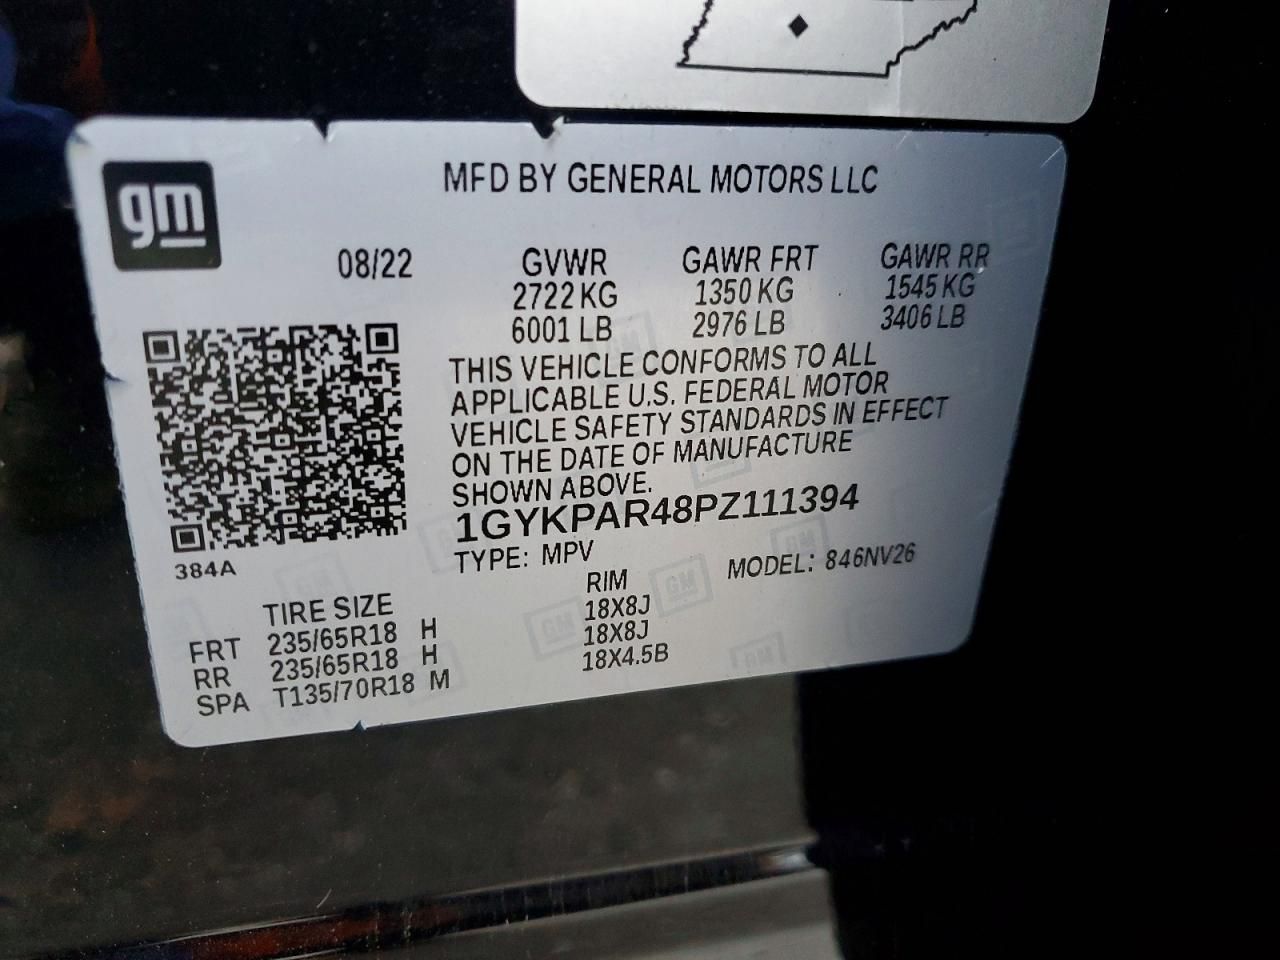 gm
MFD BY GENERAL MOTORS LLC
08/22 GVWR GAWR FRT GAWR RR
2722 KG 1350 KG 1545 KG
6001 LB 2976 LB 3406 LB
THIS VEHICLE CONFORMS TO ALL
APPLICABLE U.S. FEDERAL MOTOR
VEHICLE SAFETY STANDARDS IN EFFECT
ON THE DATE OF MANUFACTURE
SHOWN ABOVE.
1GYKPAR48PZ111394
TYPE: MPV MODEL: 846NV26
384A
TIRE SIZE RIM
FRT 235/65R18 H 18X8J
RR 235/65R18 H 18X8J
SPA T135/70R18 M 18X4.5B
GM
GM
GM